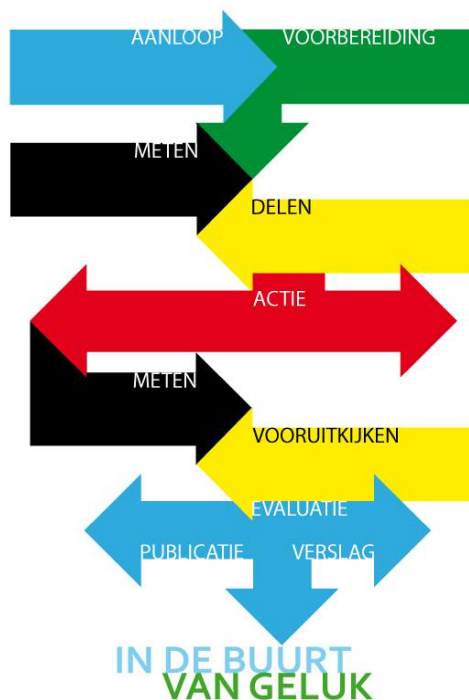 AANLOOP VOORBEREIDING
METEN
DELEN
ACTIE
METEN
VOORUITKIJKEN
EVALUATIE
PUBLICATIE VERSLAG
IN DE BUURT
VAN GELUK